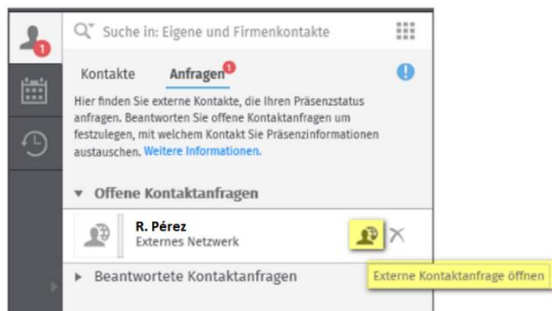 1
Suche in: Eigene und Firmenkontakte
Kontakte
Anfragen
1
Hier finden Sie externe Kontakte, die Ihren Präsenzstatus
anfragen. Beantworten Sie offene Kontaktanfragen um
festzulegen, mit welchem Kontakt Sie Präsenzinformationen
austauschen. Weitere Informationen.
Offene Kontaktanfragen
R. Pérez
Externes Netzwerk
Externe Kontaktanfrage öffnen
Beantwortete Kontaktanfragen